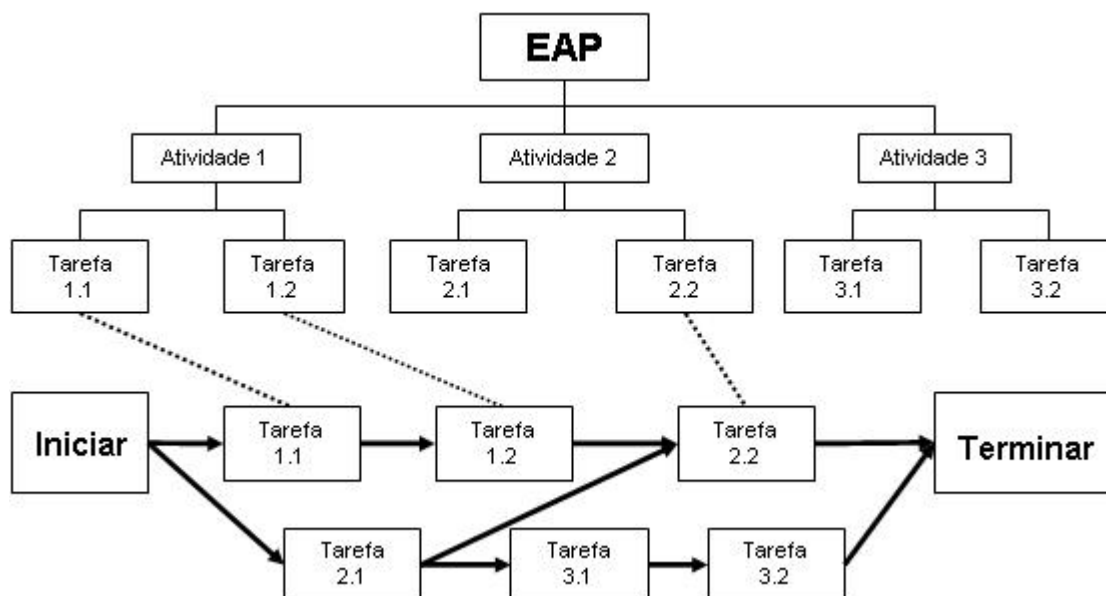 EAP
Atividade 1
Atividade 2
Atividade 3
Tarefa
1.1
Tarefa
1.2
Tarefa
2.1
Tarefa
2.2
Tarefa
3.1
Tarefa
3.2
Iniciar
Tarefa
1.1
Tarefa
1.2
Tarefa
2.2
Terminar
Tarefa
2.1
Tarefa
3.1
Tarefa
3.2